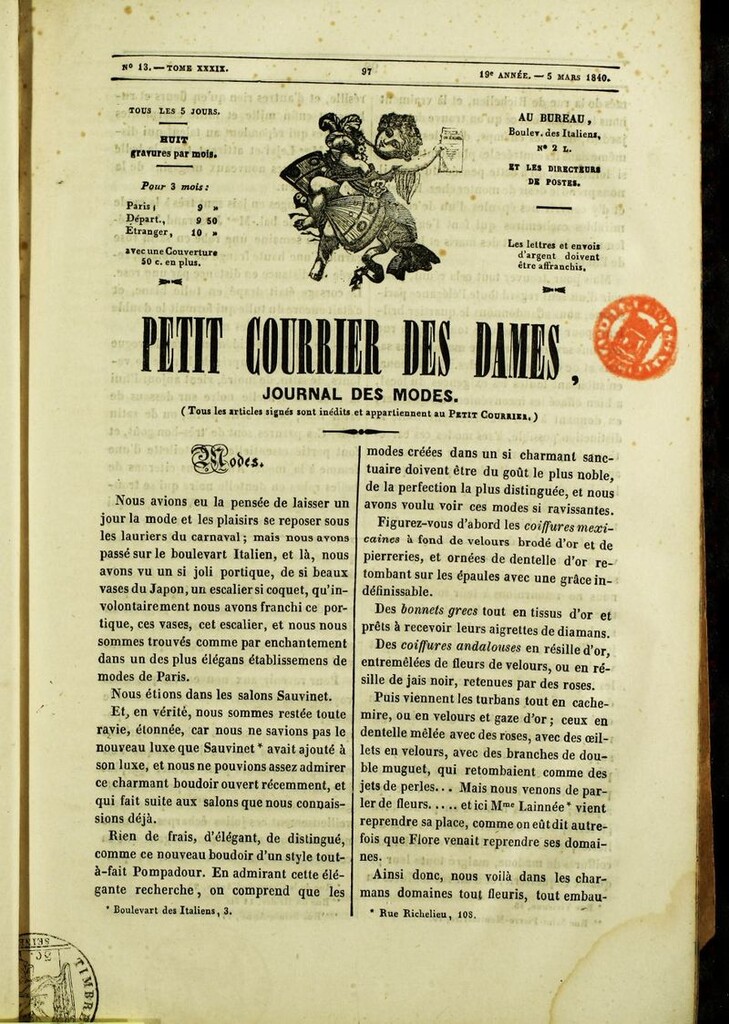 Nº 13. — TOME XXXIX.
97
19e ANNÉE. — 5 MARS 1840.
TOUS LES 5 JOURS.
HUIT
gravures par mois.
Pour 3 mois :
Paris, 9 »
Départ., 9 50
Etranger, 10 »
avec une Couverture
50 c. en plus.
AU BUREAU,
Boulev. des Italiens,
Nº 2 L.
ET LES DIRECTEURS
DE POSTES.
Les lettres et envois
d'argent doivent
être affranchis.
PETIT COURRIER DES DAMES,
JOURNAL DES MODES.
(Tous les articles signés sont inédits et appartiennent au PETIT COURRIER.)
Modes.
Nous avions eu la pensée de laisser un
jour la mode et les plaisirs se reposer sous
les lauriers du carnaval ; mais nous avons
passé sur le boulevart Italien, et là, nous
avons vu un si joli portique, de si beaux
vases du Japon, un escalier si coquet, qu'in-
volontairement nous avons franchi ce por-
tique, ces vases, cet escalier, et nous nous
sommes trouvés comme par enchantement
dans un des plus élégans établissemens de
modes de Paris.
Nous étions dans les salons Sauvinet.
Et, en vérité, nous sommes restée toute
ravie, étonnée, car nous ne savions pas le
nouveau luxe que Sauvinet * avait ajouté à
son luxe, et nous ne pouvions assez admirer
ce charmant boudoir ouvert récemment, et
qui fait suite aux salons que nous connais-
sions déjà.
Rien de frais, d'élégant, de distingué,
comme ce nouveau boudoir d'un style tout-
à-fait Pompadour. En admirant cette élé-
gante recherche, on comprend que les
* Boulevart des Italiens, 3.
modes créées dans un si charmant sanc-
tuaire doivent être du goût le plus noble,
de la perfection la plus distinguée, et nous
avons voulu voir ces modes si ravissantes.
Figurez-vous d'abord les coiffures mexi-
caines à fond de velours brodé d'or et de
pierreries, et ornées de dentelle d'or re-
tombant sur les épaules avec une grâce in-
définissable.
Des bonnets grecs tout en tissus d'or et
prêts à recevoir leurs aigrettes de diamans.
Des coiffures andalouses en résille d'or,
entremêlées de fleurs de velours, ou en ré-
sille de jais noir, retenues par des roses.
Puis viennent les turbans tout en cache-
mire, ou en velours et gaze d'or ; ceux en
dentelle mêlée avec des roses, avec des œil-
lets en velours, avec des branches de dou-
ble muguet, qui retombaient comme des
jets de perles... Mais nous venons de par-
ler de fleurs..... et ici Mme Lainnée * vient
reprendre sa place, comme on eût dit autre-
fois que Flore venait reprendre ses domai-
nes.
Ainsi donc, nous voilà dans les char-
mans domaines tout fleuris, tout embau-
* Rue Richelieu, 108.
TIMBRE